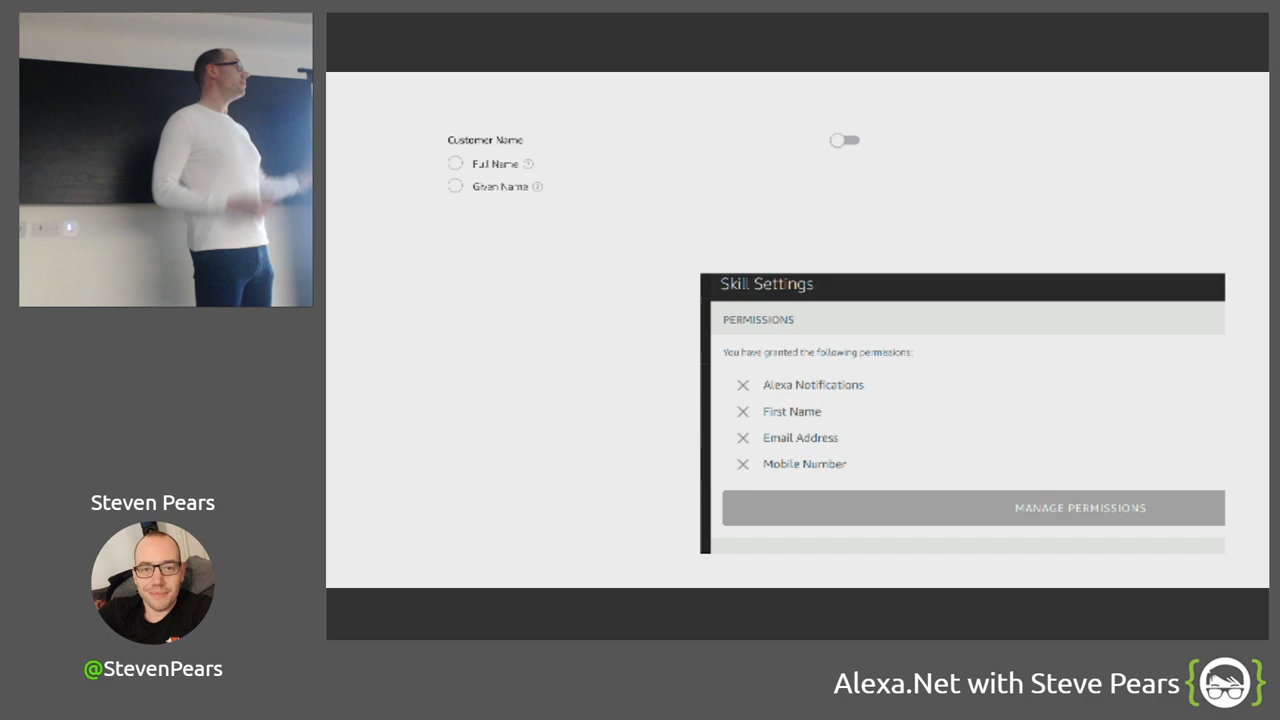 Customer Name
Full Name
Given Name
Skill Settings
PERMISSIONS
You have granted the following permissions:
Alexa Notifications
First Name
Email Address
Mobile Number
MANAGE PERMISSIONS
Steven Pears
@StevenPears
Alexa.Net with Steve Pears